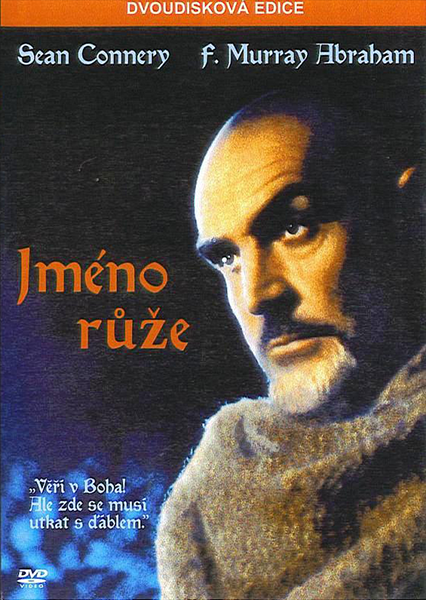 DVOUDISKOVÁ EDICE
Sean Connery F. Murray Abraham
Jméno
růže
„Věří v Boha!
Ale zde se musí
utkat s ďáblem.”
DVD
VIDEO